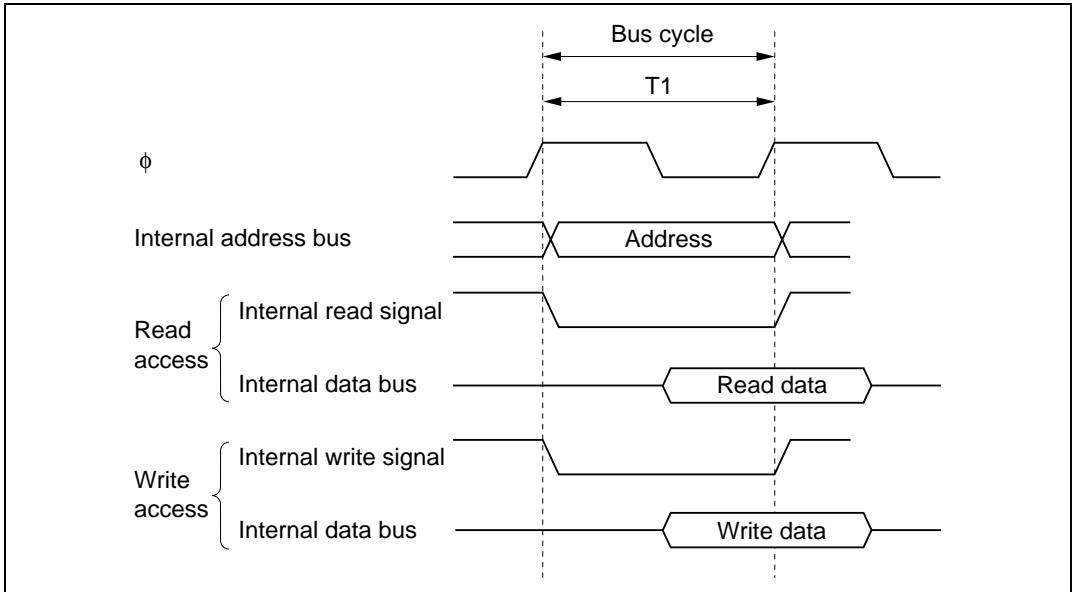 Bus cycle
T1
ϕ
Internal address bus
Address
Read
access
Internal read signal
Internal data bus
Read data
Write
access
Internal write signal
Internal data bus
Write data